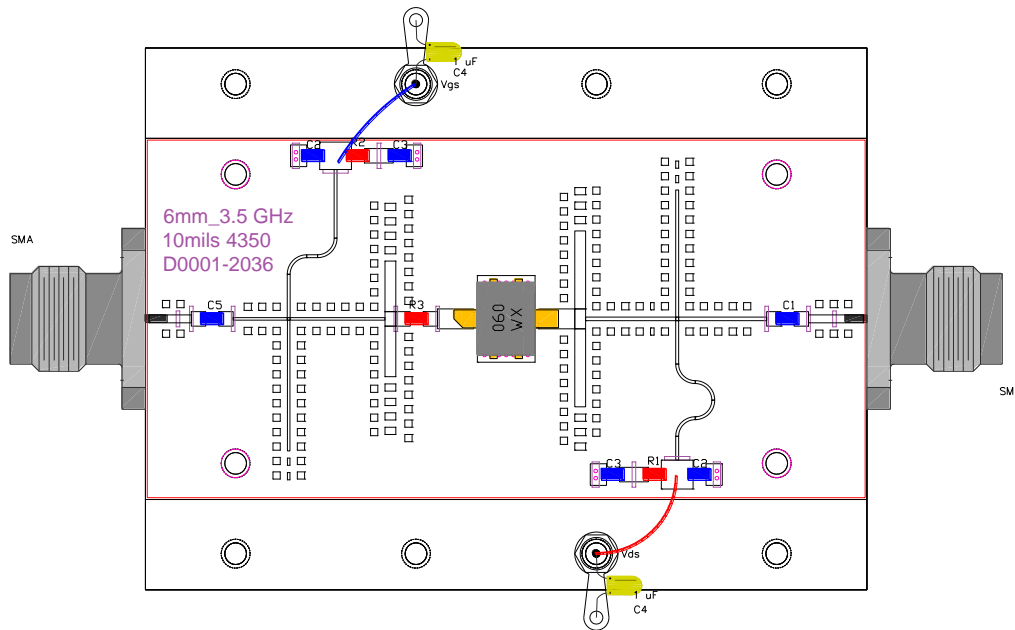 1 uF
C4
Vgs
C2
R2
C3
6mm_3.5 GHz
10mils 4350
D0001-2036
SMA
C5
R3
060
WX
C1
SM
C3
R1
C2
Vds
1 uF
C4